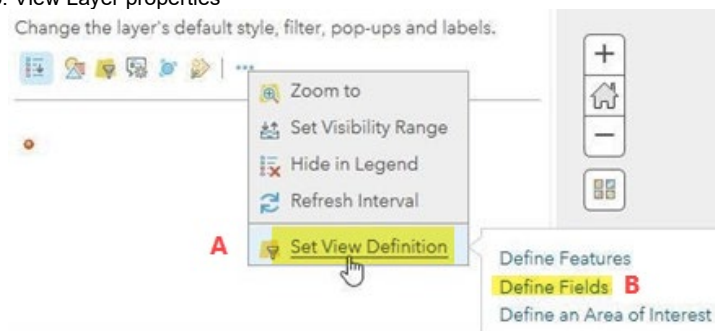 View Layer properties
Change the layer's default style, filter, pop-ups and labels.
Zoom to
Set Visibility Range
Hide in Legend
Refresh Interval
A Set View Definition
Define Features
Define Fields B
Define an Area of Interest